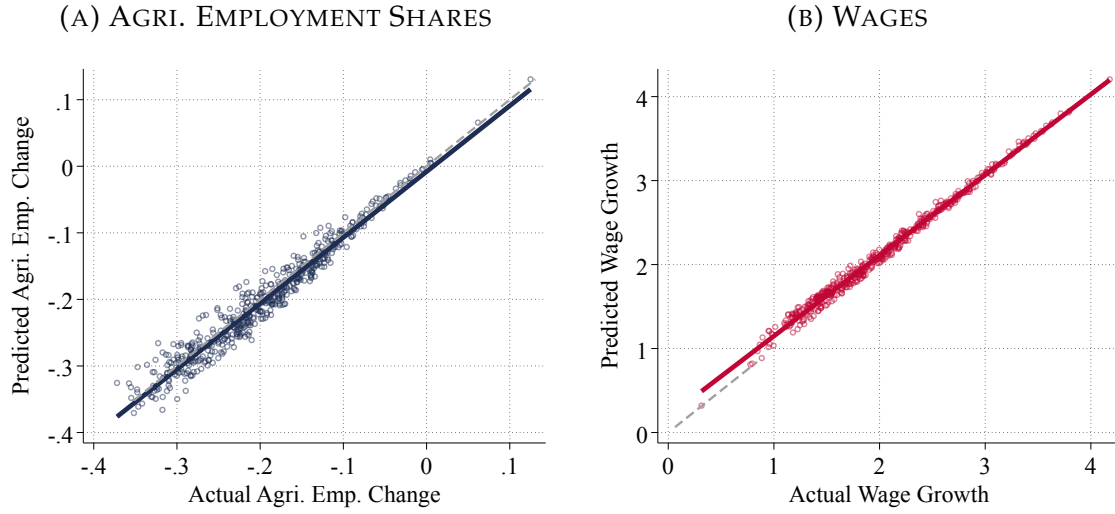 (A) AGRI. EMPLOYMENT SHARES
.1
0
-.1
-.2
-.3
-.4
Predicted Agri. Emp. Change
-.4 -.3 -.2 -.1 0 .1
Actual Agri. Emp. Change
(B) WAGES
4
3
2
1
0
Predicted Wage Growth
0 1 2 3 4
Actual Wage Growth